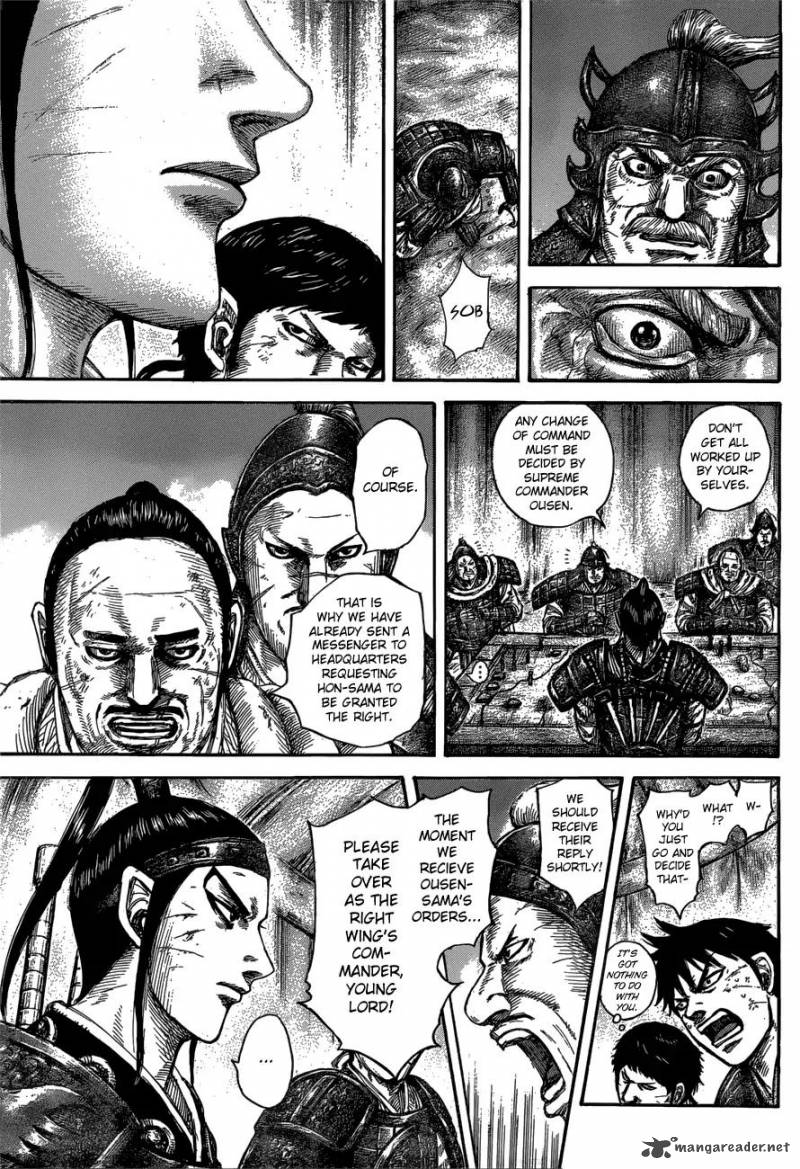 SOB
DON'T
GET ALL
WORKED UP
BY YOUR-
SELVES.
ANY CHANGE
OF COMMAND
MUST BE
DECIDED BY
SUPREME
COMMANDER
OUSEN.
...
OF
COURSE.
THAT IS
WHY WE HAVE
ALREADY SENT A
MESSENGER TO
HEADQUARTERS
REQUESTING
HON-SAMA TO
BE GRANTED
THE RIGHT.
W-
WHAT
!?
WHY'D
YOU
JUST
GO AND
DECIDE
THAT-
IT'S
GOT
NOTHING
TO DO
WITH
YOU.
WE
SHOULD
RECEIVE
THEIR
REPLY
SHORTLY!
THE
MOMENT
WE
RECIEVE
OUSEN-
SAMA'S
ORDERS...
PLEASE
TAKE
OVER
AS THE
RIGHT
WING'S
COM-
MANDER,
YOUNG
LORD!
...
mangareader.net